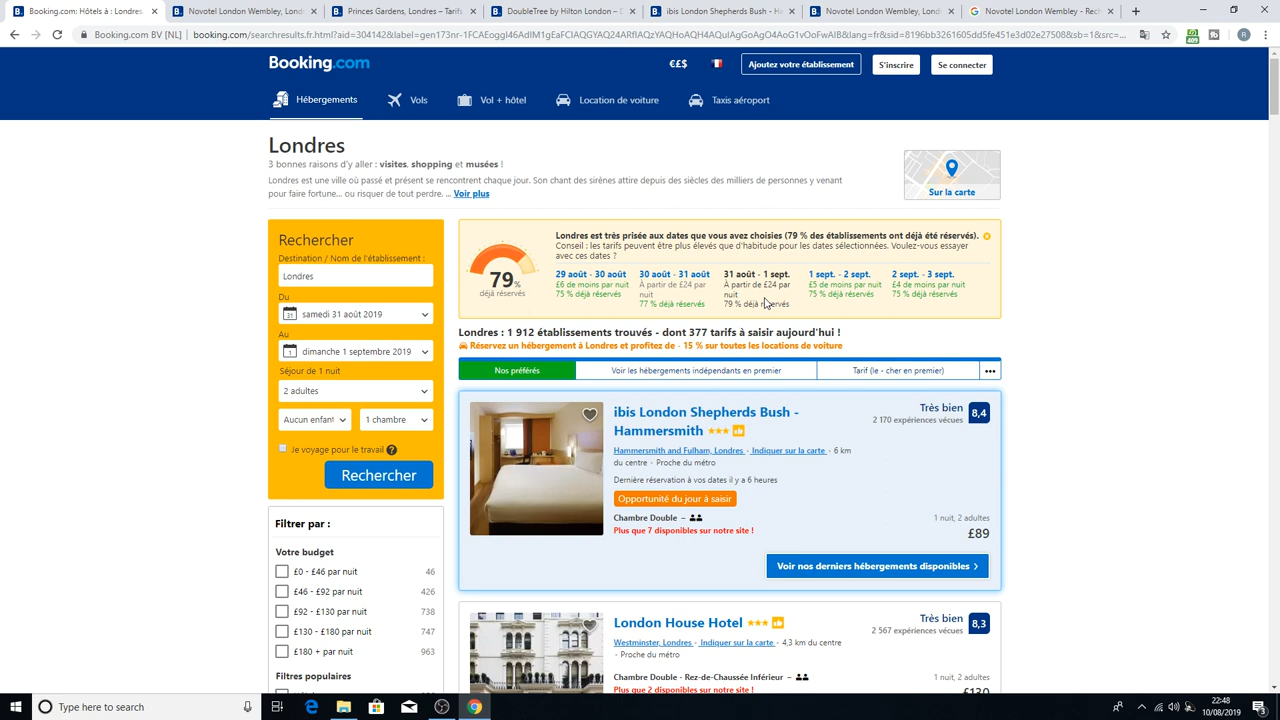 Booking.com: Hôtels à : Londres.
Novotel London Wembley, London
Princes Gardens, Londres – Tarifs
DoubleTree by Hilton London –
ibis London Shepherds Bush - Ha
Novotel London Wembley, Londr
Novotel London Wembley - Rech
Booking.com BV [NL]
Booking.com
€£$
Ajoutez votre établissement
S'inscrire
Se connecter
Hébergements
Vols
Vol + hôtel
Location de voiture
Taxis aéroport
Londres
3 bonnes raisons d'y aller : visites, shopping et musées !
Londres est une ville où passé et présent se rencontrent chaque jour. Son chant des sirènes attire depuis des siècles des milliers de personnes y venant
pour faire fortune... ou risquer de tout perdre. ... Voir plus
Sur la carte
Rechercher
Destination / Nom de l'établissement :
Londres
Du
31
samedi 31 août 2019
Au
1
dimanche 1 septembre 2019
Séjour de 1 nuit
2 adultes
Aucun enfant
1 chambre
Je voyage pour le travail ?
Rechercher
79 %
déjà réservés
Londres est très prisée aux dates que vous avez choisies (79 % des établissements ont déjà été réservés).
Conseil : les tarifs peuvent être plus élevés que d'habitude pour les dates sélectionnées. Voulez-vous essayer
avec ces dates ?
29 août - 30 août
£6 de moins par nuit
75 % déjà réservés
30 août - 31 août
À partir de £24 par
nuit
77 % déjà réservés
31 août - 1 sept.
À partir de £24 par
nuit
79 % déjà réservés
1 sept. - 2 sept.
£5 de moins par nuit
75 % déjà réservés
2 sept. - 3 sept.
£4 de moins par nuit
75 % déjà réservés
Londres : 1 912 établissements trouvés - dont 377 tarifs à saisir aujourd'hui !
Réservez un hébergement à Londres et profitez de - 15 % sur toutes les locations de voiture
Nos préférés
Voir les hébergements indépendants en premier
Tarif (le - cher en premier)
•••
ibis London Shepherds Bush -
Hammersmith
Très bien 8,4
2 170 expériences vécues
Hammersmith and Fulham, Londres - Indiquer sur la carte - 6 km
du centre - Proche du métro
Dernière réservation à vos dates il y a 6 heures
Opportunité du jour à saisir
Chambre Double –
Plus que 7 disponibles sur notre site !
1 nuit, 2 adultes
£89
Voir nos derniers hébergements disponibles
London House Hotel
Très bien 8,3
2 567 expériences vécues
Westminster, Londres - Indiquer sur la carte - 4,3 km du centre
- Proche du métro
Chambre Double - Rez-de-Chaussée Inférieur –
Plus que 2 disponibles sur notre site !
1 nuit, 2 adultes
£130
Filtrer par :
Votre budget
£0 - £46 par nuit 46
£46 - £92 par nuit 426
£92 - £130 par nuit 738
£130 - £180 par nuit 747
£180 + par nuit 963
Filtres populaires
Type here to search
22:48
10/08/2019